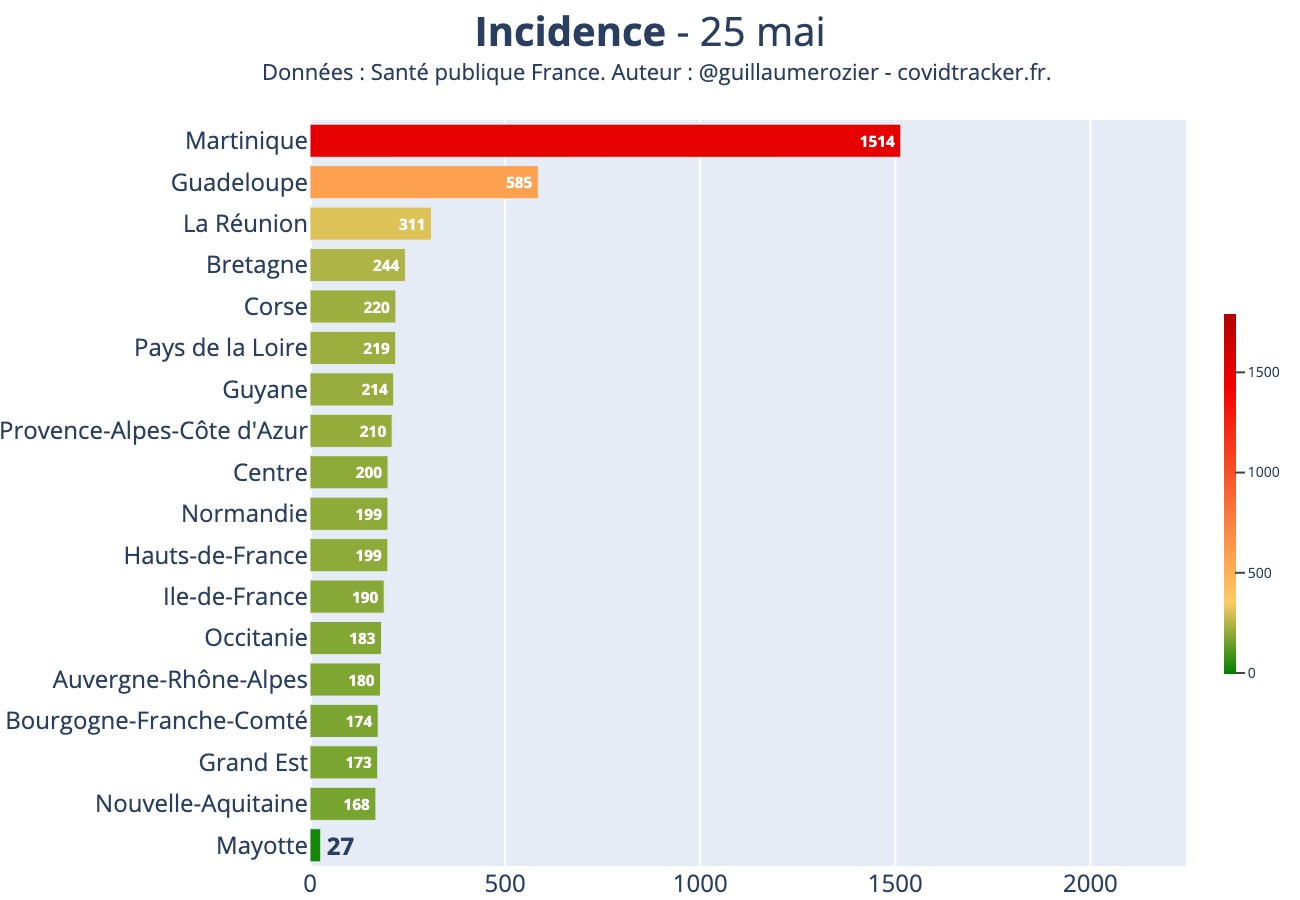 Incidence - 25 mai
Données : Santé publique France. Auteur : @guillaumerozier - covidtracker.fr.
Martinique 1514
Guadeloupe 585
La Réunion 311
Bretagne 244
Corse 220
Pays de la Loire 219
Guyane 214
Provence-Alpes-Côte d'Azur 210
Centre 200
Normandie 199
Hauts-de-France 199
Ile-de-France 190
Occitanie 183
Auvergne-Rhône-Alpes 180
Bourgogne-Franche-Comté 174
Grand Est 173
Nouvelle-Aquitaine 168
Mayotte 27
0 500 1000 1500 2000
1500
1000
500
0